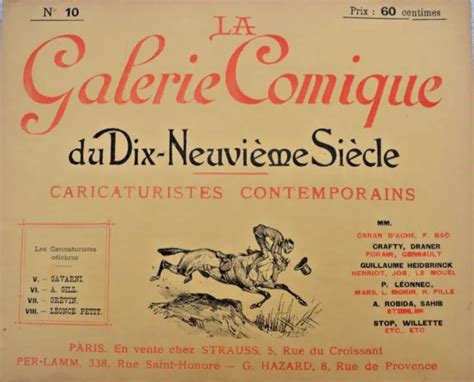 N° 10
Prix : 60 centimes
LA
Galerie Comique
du Dix-Neuvième Siècle
CARICATURISTES CONTEMPORAINS
Les Caricaturistes
célèbres
V. — GAVARNI.
VI. — A. GILL.
VII. — GRÉVIN.
VIII. — LÉONCE PETIT.
MM.
CARAN D'ACHE, F. BAC
CRAFTY, DRANER
FORAIN, GERBAULT
GUILLAUME HEIDBRINCK
HENRIOT, JOB, LE MOUËL
P. LÉONNEC,
MARS, L. MORIN, H. PILLE
A. ROBIDA, SAHIB
STEINLEN
STOP, WILLETTE
ETC., ETC.
PARIS. En vente chez STRAUSS, 5, Rue du Croissant
PER-LAMM, 338, Rue Saint-Honoré — G. HAZARD, 8, Rue de Provence